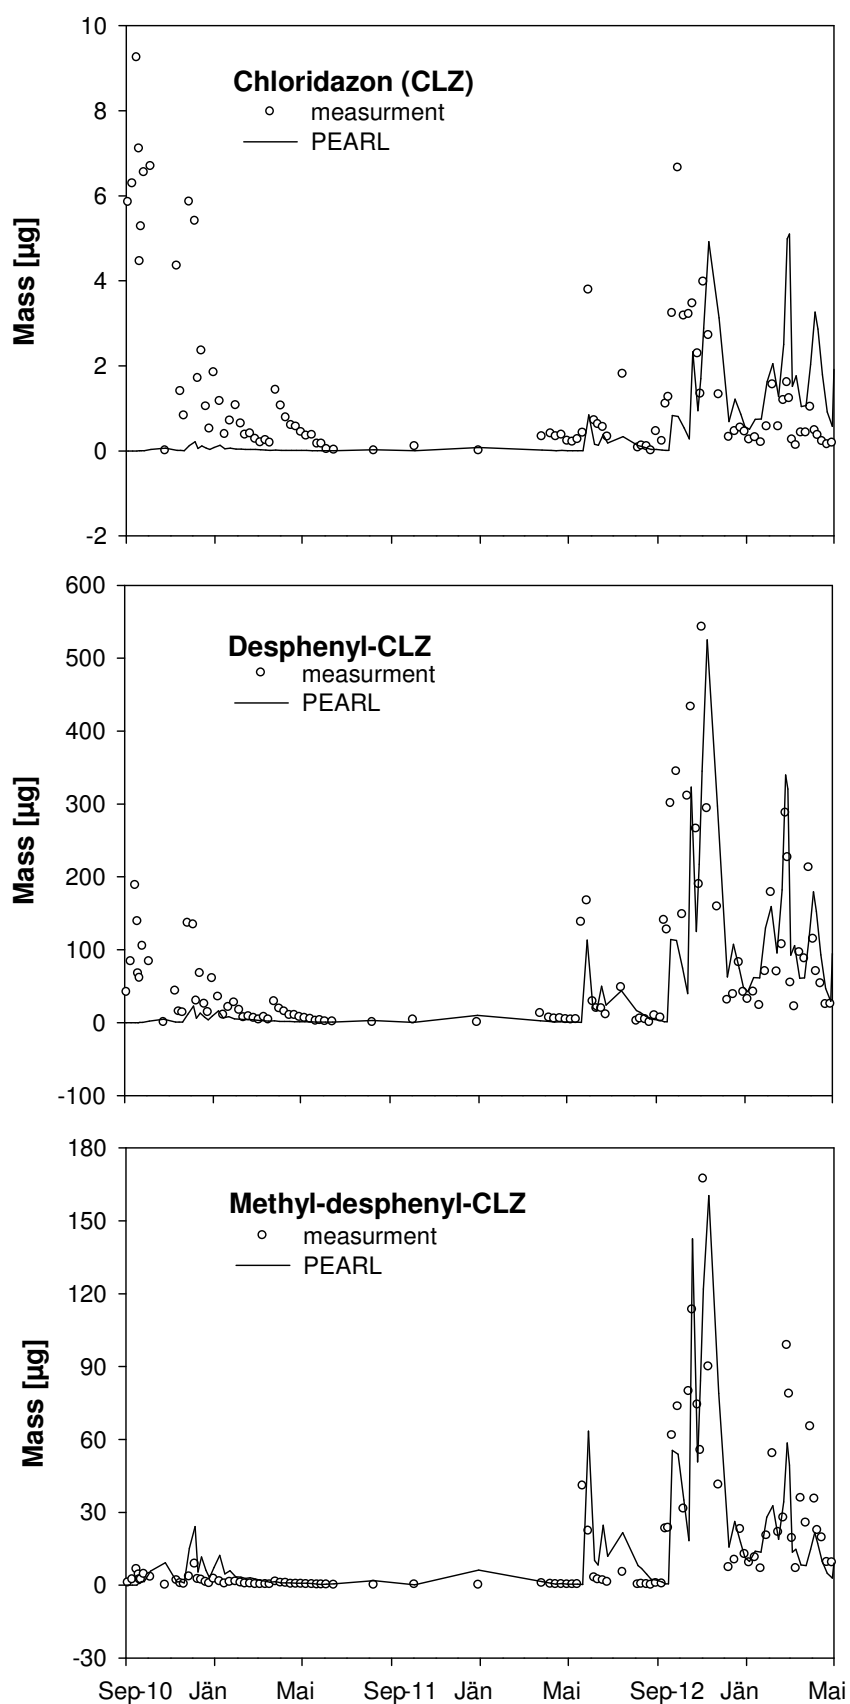 10
8
6
4
2
0
-2
Mass [µg]
Chloridazon (CLZ)
measurment
PEARL
600
500
400
300
200
100
0
-100
Mass [µg]
Desphenyl-CLZ
measurment
PEARL
180
150
120
90
60
30
0
-30
Mass [µg]
Methyl-desphenyl-CLZ
measurment
PEARL
Sep-10 Jän Mai Sep-11 Jän Mai Sep-12 Jän Mai